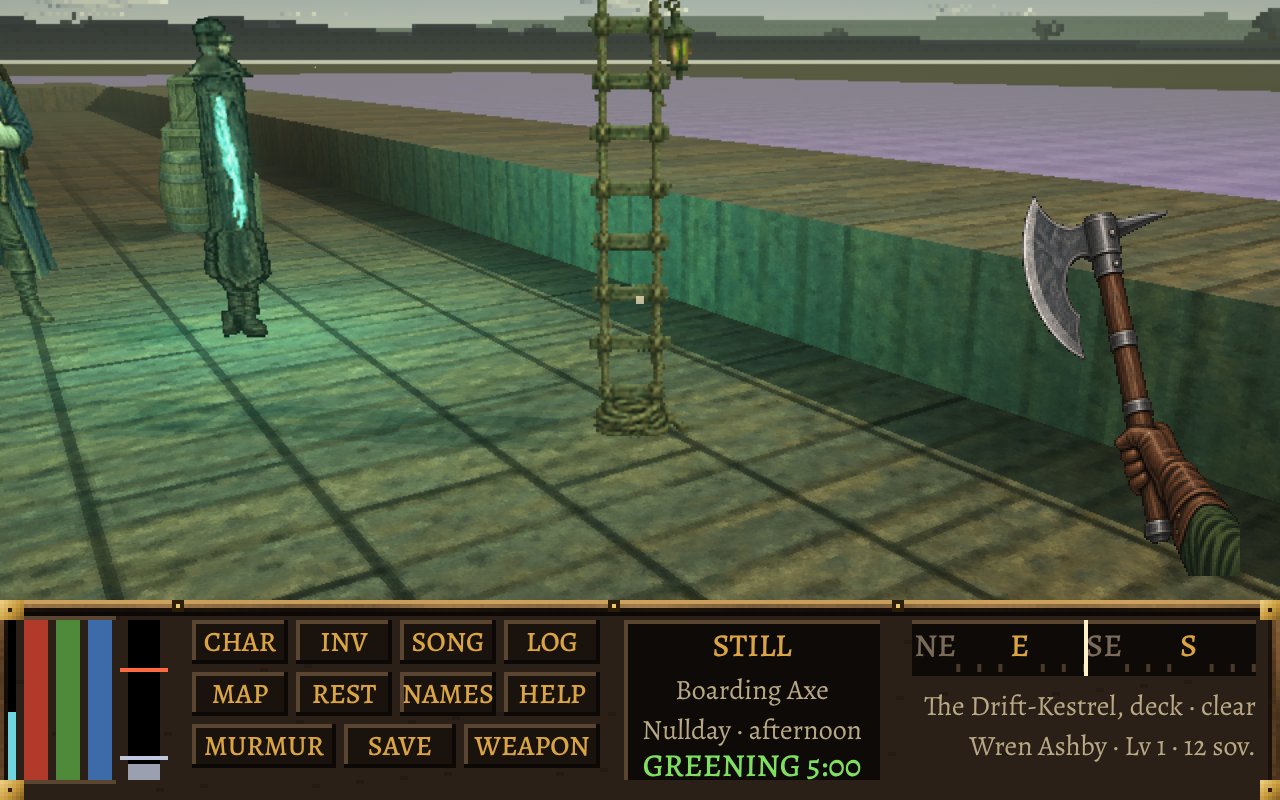 CHAR INV SONG LOG
MAP REST NAMES HELP
MURMUR SAVE WEAPON
STILL
Boarding Axe
Nullday · afternoon
GREENING 5:00
NE E SE S
The Drift-Kestrel, deck · clear
Wren Ashby · Lv 1 · 12 sov.